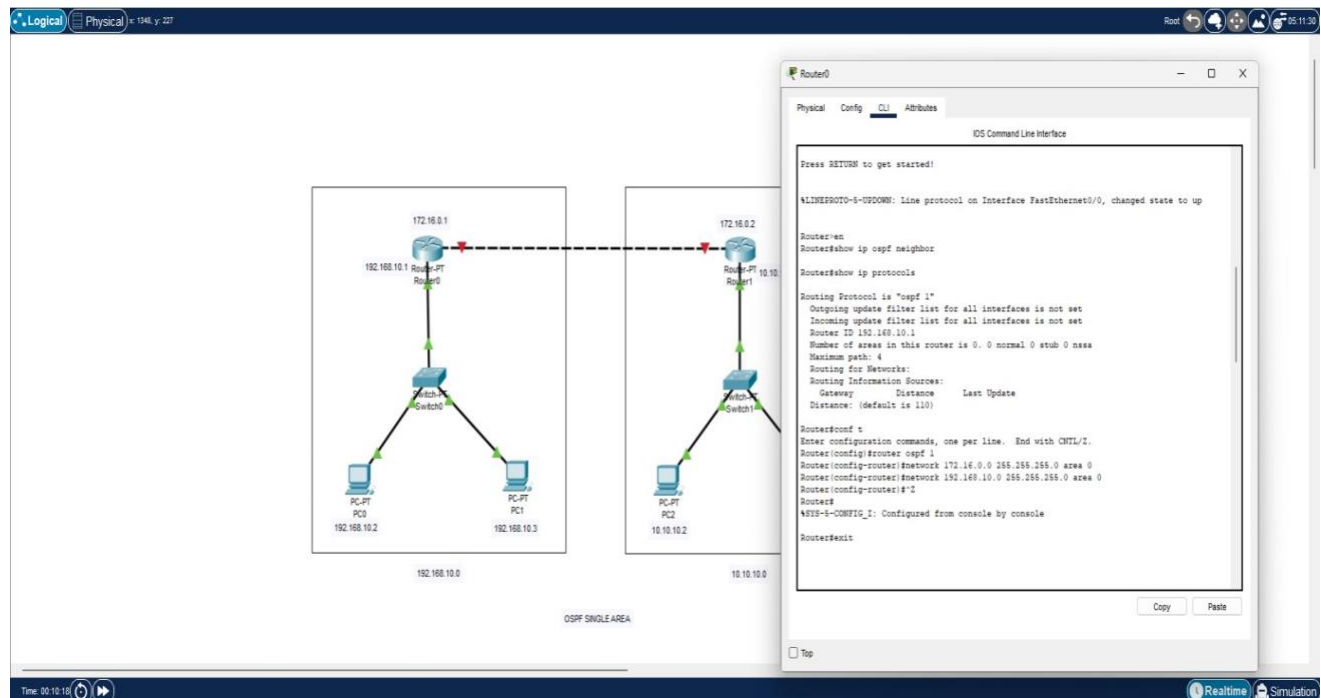 Logical Physical x: 1348, y: 227
Root 05:11:30
172.16.0.1
192.168.10.1 Router-PT
Router0
Switch-PT
Switch0
PC-PT
PC0
192.168.10.2
PC-PT
PC1
192.168.10.3
192.168.10.0
172.16.0.2
Router-PT 10.10.
Router1
Switch-PT
Switch1
PC-PT
PC2
10.10.10.2
10.10.10.0
OSPF SINGLE AREA
Router0
Physical Config CLI Attributes
IOS Command Line Interface
Press RETURN to get started!
%LINEPROTO-5-UPDOWN: Line protocol on Interface FastEthernet0/0, changed state to up
Router>en
Router#show ip ospf neighbor
Router#show ip protocols
Routing Protocol is "ospf 1"
Outgoing update filter list for all interfaces is not set
Incoming update filter list for all interfaces is not set
Router ID 192.168.10.1
Number of areas in this router is 0. 0 normal 0 stub 0 nssa
Maximum path: 4
Routing for Networks:
Routing Information Sources:
Gateway Distance Last Update
Distance: (default is 110)
Router#conf t
Enter configuration commands, one per line. End with CNTL/Z.
Router(config)#router ospf 1
Router(config-router)#network 172.16.0.0 255.255.255.0 area 0
Router(config-router)#network 192.168.10.0 255.255.255.0 area 0
Router(config-router)#^Z
Router#
%SYS-5-CONFIG_I: Configured from console by console
Router#exit
Copy Paste
Top
Time: 00:10:18
Realtime Simulation